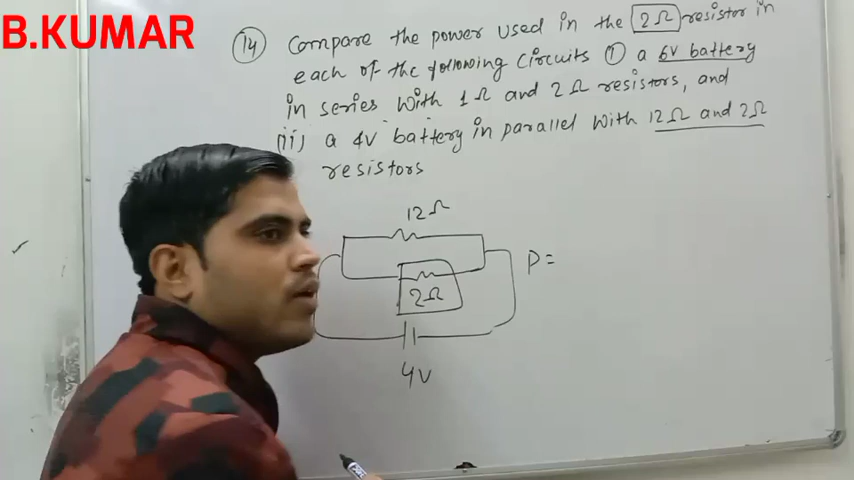 B.KUMAR
14 Compare the power used in the 2Ω resistor in
each of the following circuits ① a 6V battery
in series with 1Ω and 2Ω resistors, and
(ii) a 4V battery in parallel with 12Ω and 2Ω
resistors
12Ω
P=
2Ω
4V